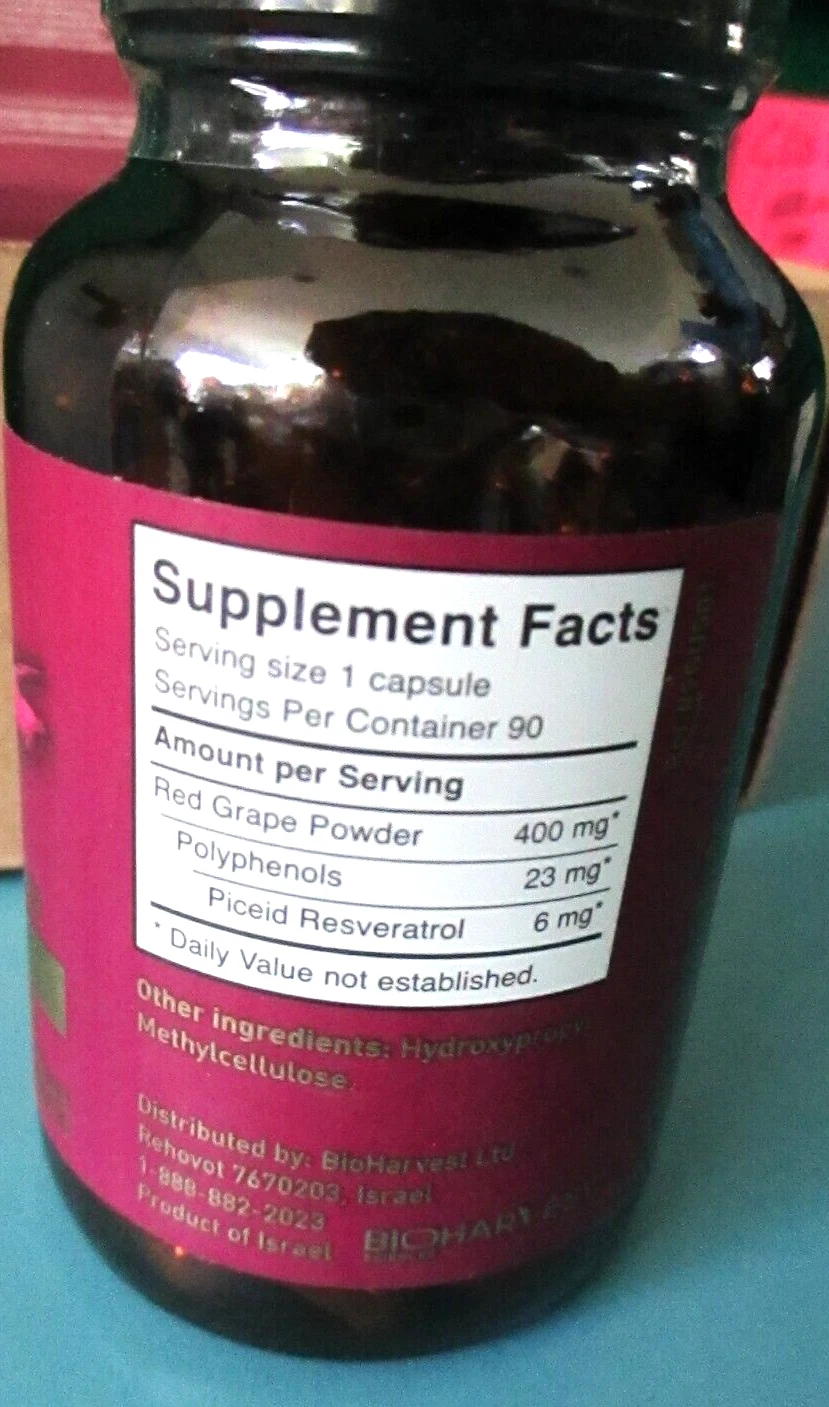 Supplement Facts
Serving size 1 capsule
Servings Per Container 90
Amount per Serving
Red Grape Powder 400 mg*
Polyphenols 23 mg*
Piceid Resveratrol 6 mg*
* Daily Value not established.
Other ingredients: Hydroxypropyl
Methylcellulose.
Distributed by: BioHarvest Ltd
Rehovot 7670203, Israel
1-888-882-2023
Product of Israel
BIOHARVEST